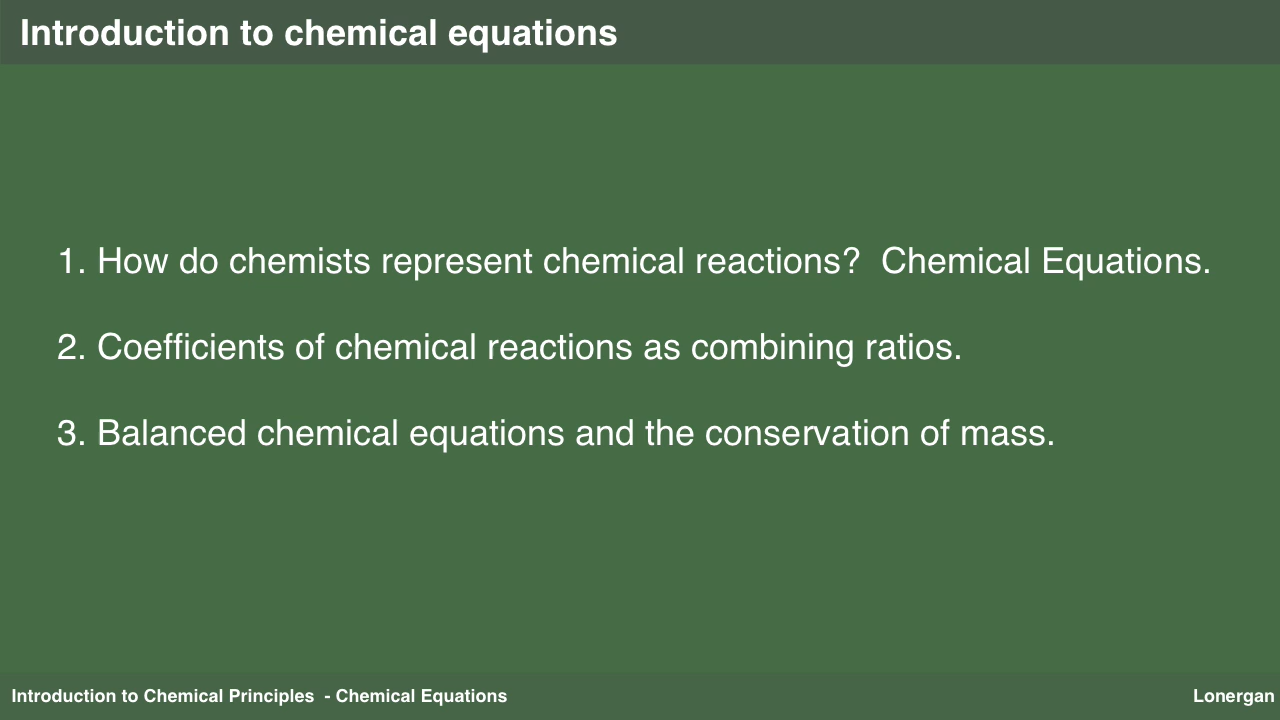 Introduction to chemical equations
1. How do chemists represent chemical reactions?  Chemical Equations.
2. Coefficients of chemical reactions as combining ratios.
3. Balanced chemical equations and the conservation of mass.
Introduction to Chemical Principles  - Chemical Equations
Lonergan